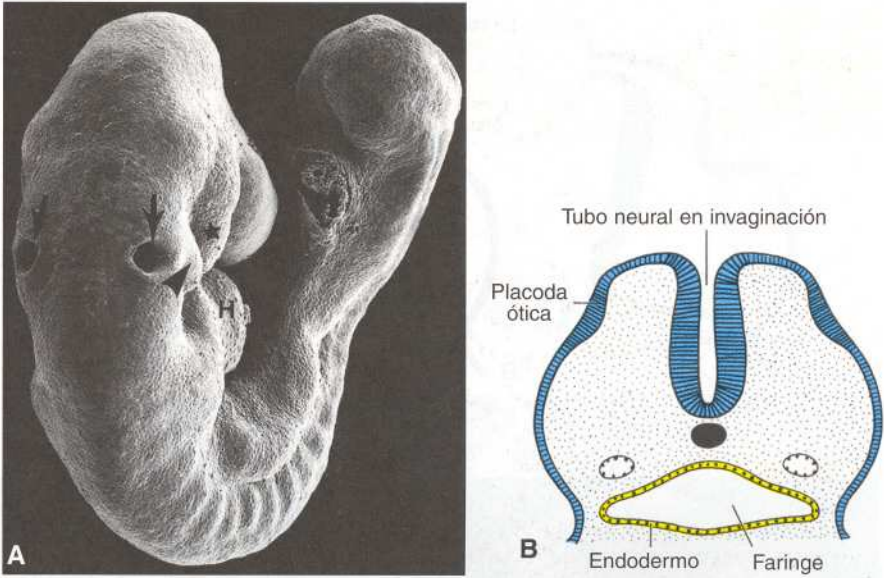 A
H
Tubo neural en invaginación
Placoda
ótica
B
Endodermo
Faringe